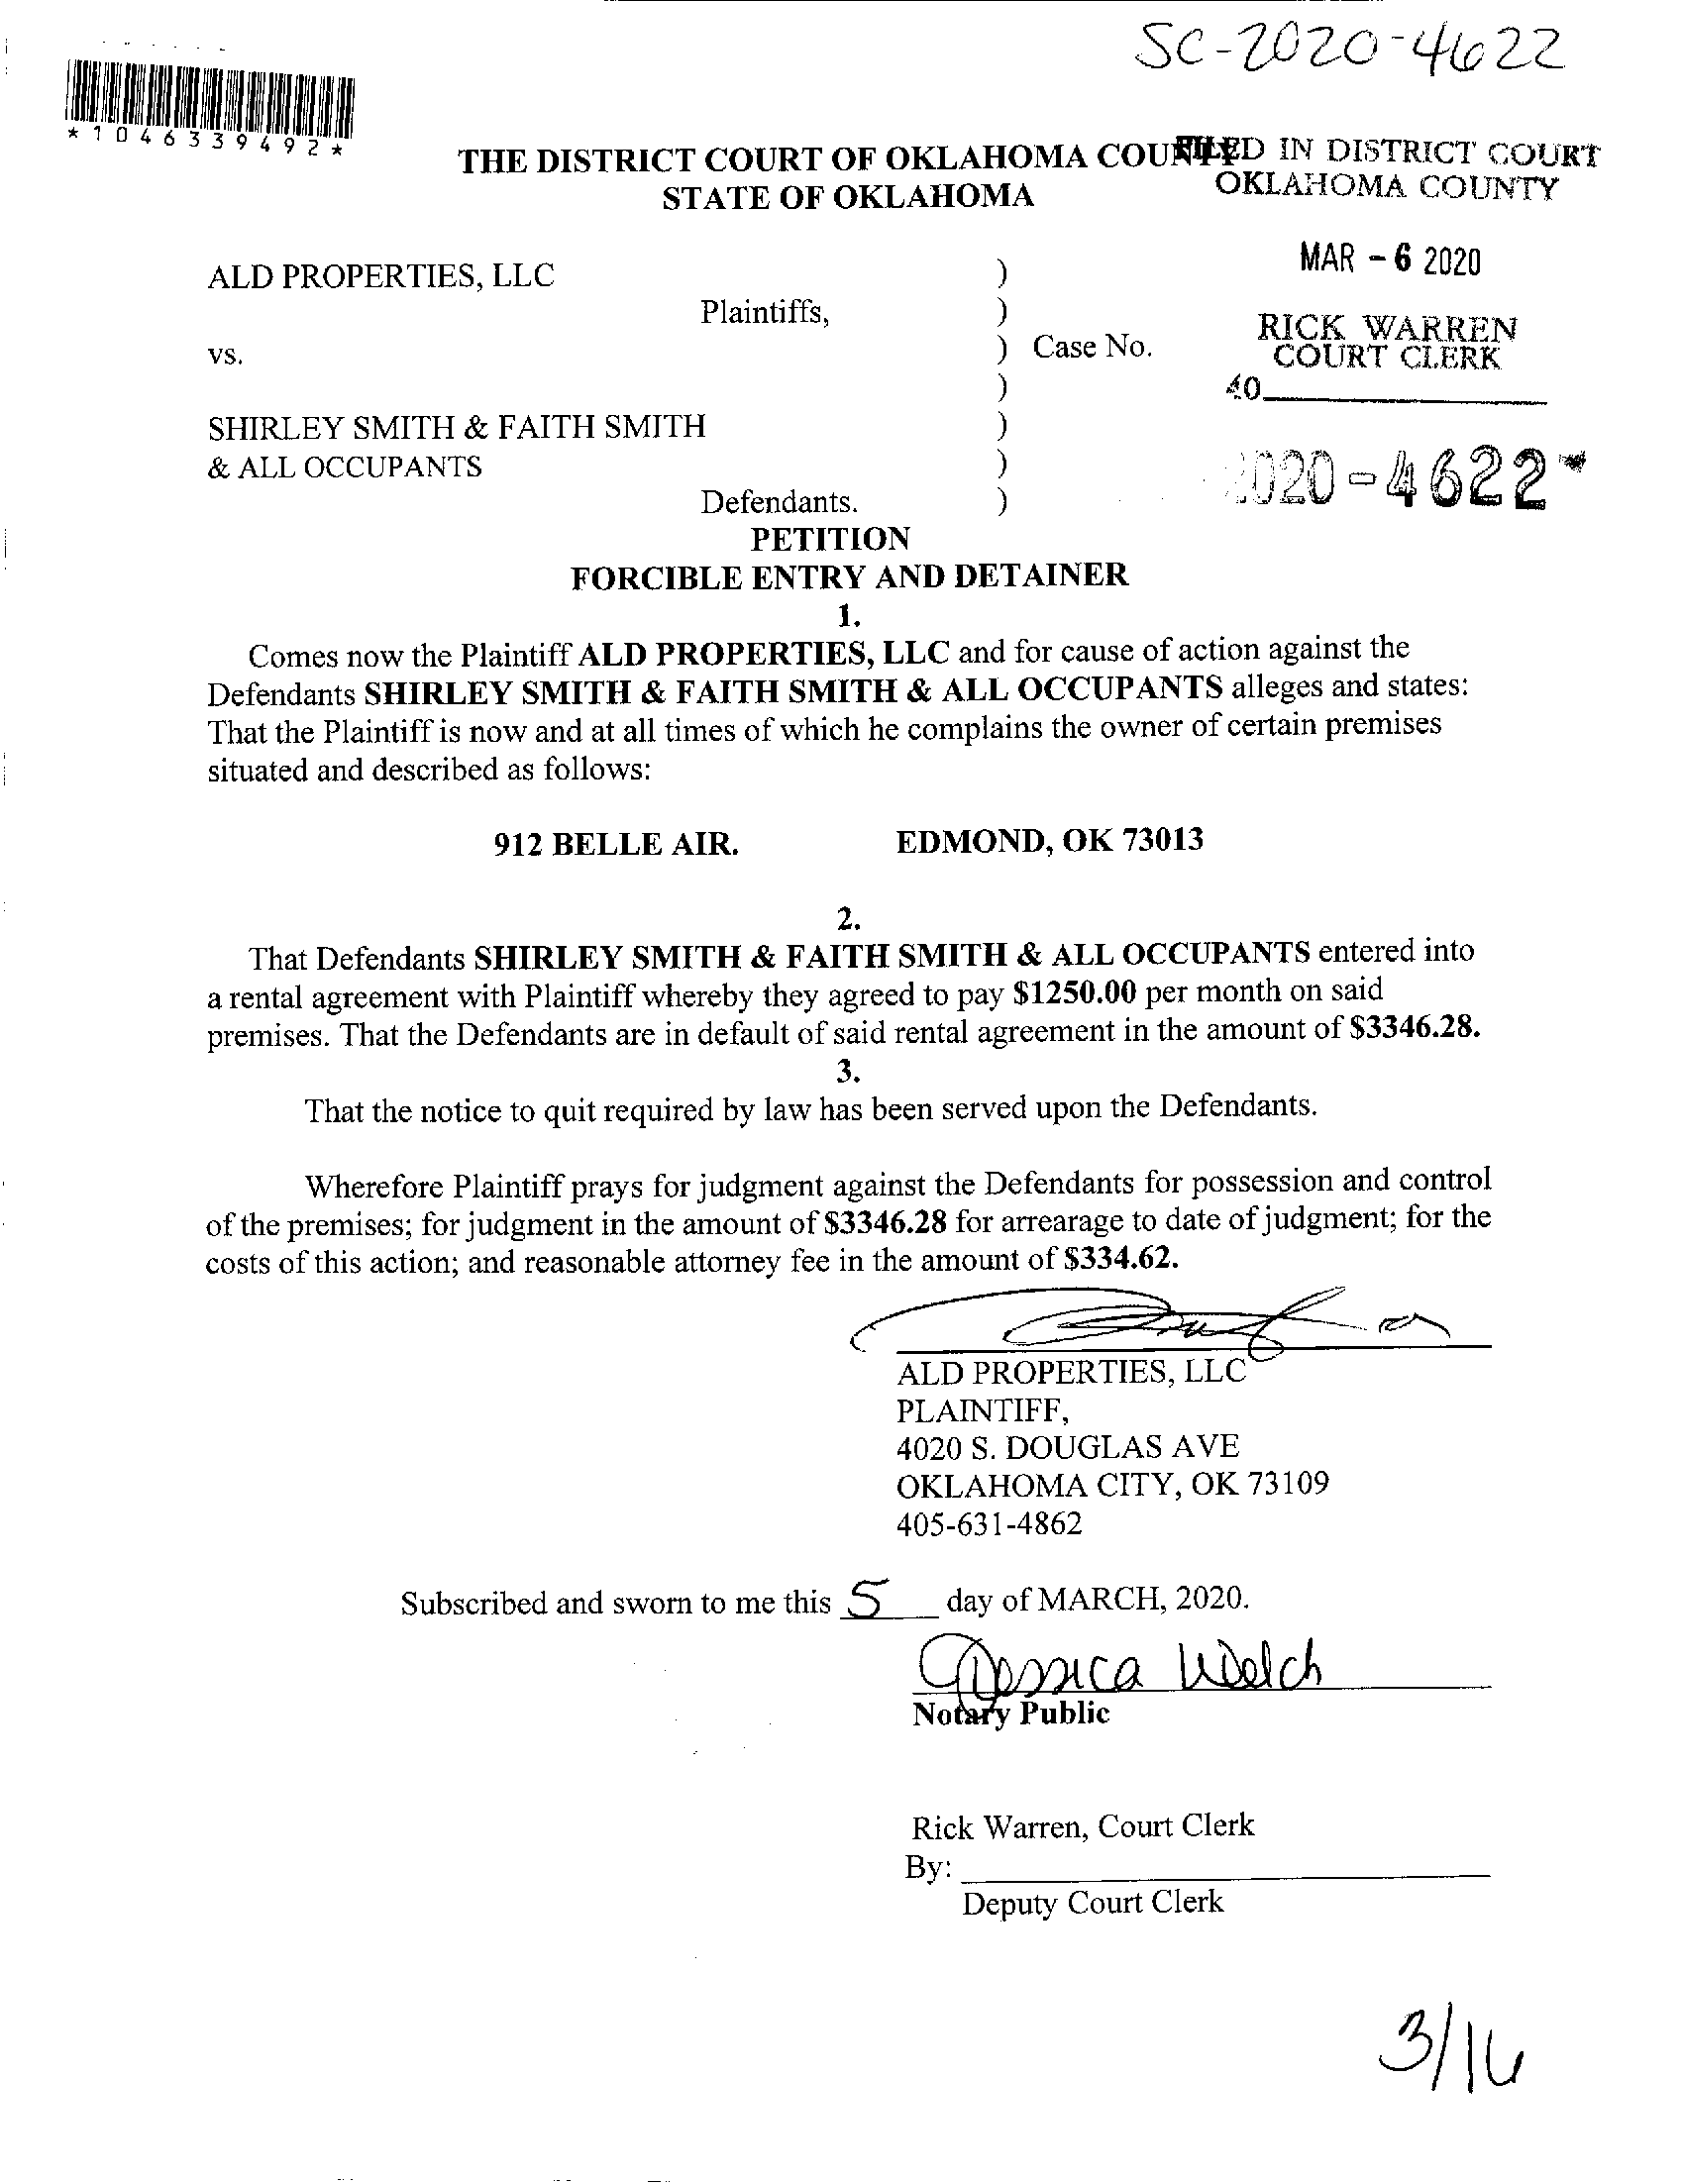 SC-2020-4622
*1046339492*
THE DISTRICT COURT OF OKLAHOMA COUNTY
STATE OF OKLAHOMA
FILED IN DISTRICT COURT
OKLAHOMA COUNTY
MAR - 6 2020
RICK WARREN
COURT CLERK
40
2020-4622
ALD PROPERTIES, LLC )
Plaintiffs, )
vs. ) Case No.
)
SHIRLEY SMITH & FAITH SMITH )
& ALL OCCUPANTS )
Defendants. )
PETITION
FORCIBLE ENTRY AND DETAINER
1.
Comes now the Plaintiff ALD PROPERTIES, LLC and for cause of action against the
Defendants SHIRLEY SMITH & FAITH SMITH & ALL OCCUPANTS alleges and states:
That the Plaintiff is now and at all times of which he complains the owner of certain premises
situated and described as follows:
912 BELLE AIR. EDMOND, OK 73013
2.
That Defendants SHIRLEY SMITH & FAITH SMITH & ALL OCCUPANTS entered into
a rental agreement with Plaintiff whereby they agreed to pay $1250.00 per month on said
premises. That the Defendants are in default of said rental agreement in the amount of $3346.28.
3.
That the notice to quit required by law has been served upon the Defendants.
Wherefore Plaintiff prays for judgment against the Defendants for possession and control
of the premises; for judgment in the amount of $3346.28 for arrearage to date of judgment; for the
costs of this action; and reasonable attorney fee in the amount of $334.62.
ALD PROPERTIES, LLC
PLAINTIFF,
4020 S. DOUGLAS AVE
OKLAHOMA CITY, OK 73109
405-631-4862
Subscribed and sworn to me this 5 day of MARCH, 2020.
Jessica Welch
Notary Public
Rick Warren, Court Clerk
By:
Deputy Court Clerk
3/16